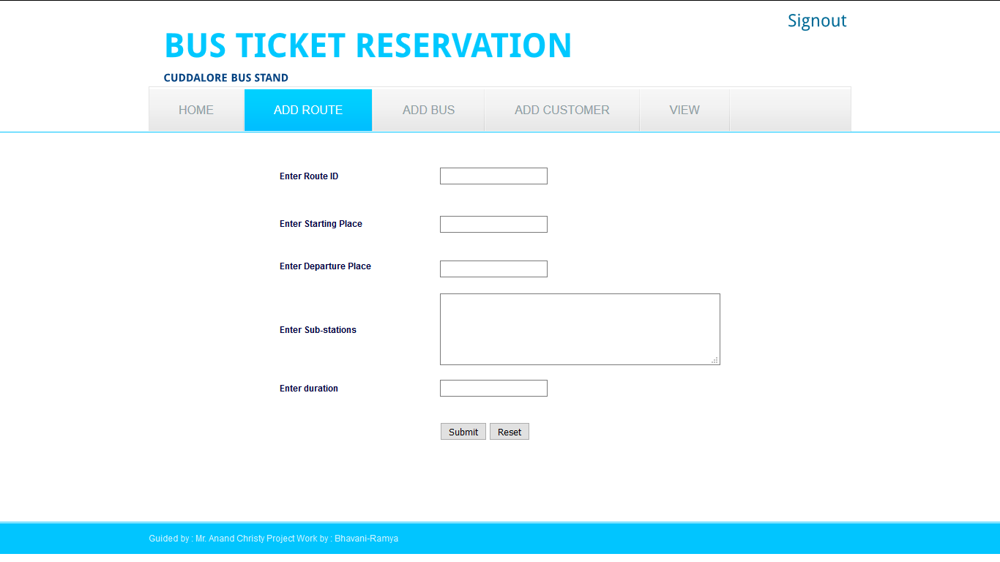 Signout
BUS TICKET RESERVATION
CUDDALORE BUS STAND
HOME ADD ROUTE ADD BUS ADD CUSTOMER VIEW
Enter Route ID
Enter Starting Place
Enter Departure Place
Enter Sub-stations
Enter duration
Submit Reset
Guided by : Mr. Anand Christy Project Work by : Bhavani-Ramya